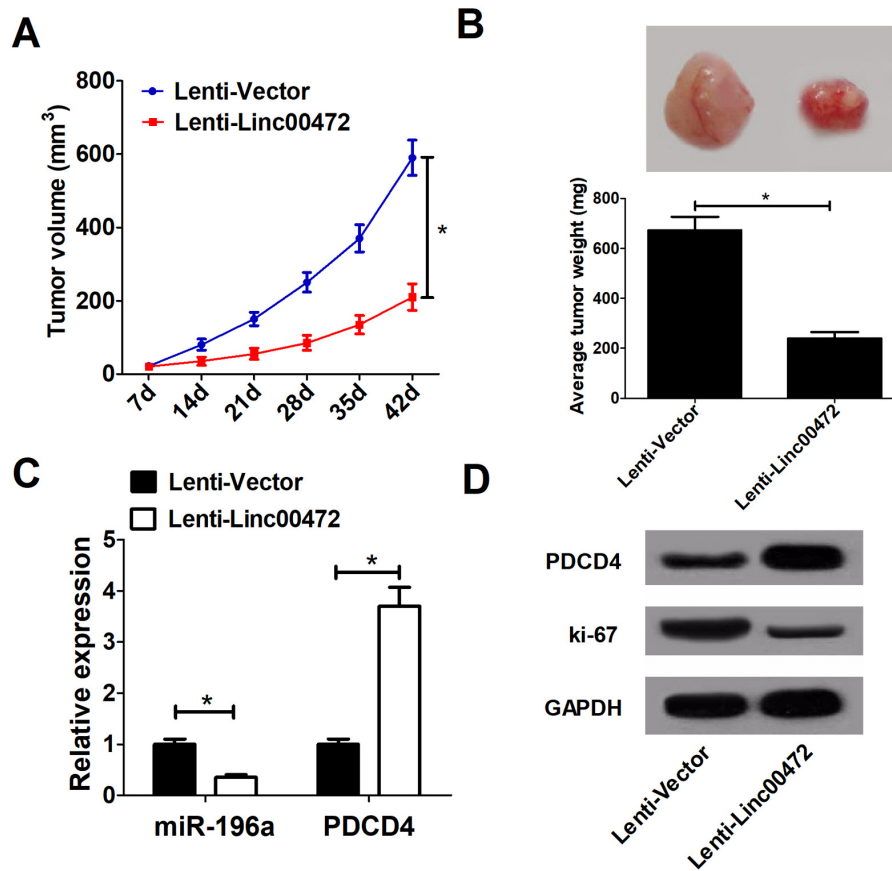 A
Tumor volume (mm³)
800
600
400
200
0
Lenti-Vector
Lenti-Linc00472
*
7d 14d 21d 28d 35d 42d
B
Average tumor weight (mg)
800
600
400
200
0
*
Lenti-Vector
Lenti-Linc00472
C
Lenti-Vector
Lenti-Linc00472
Relative expression
5
4
3
2
1
0
*
*
miR-196a PDCD4
D
PDCD4
ki-67
GAPDH
Lenti-Vector
Lenti-Linc00472